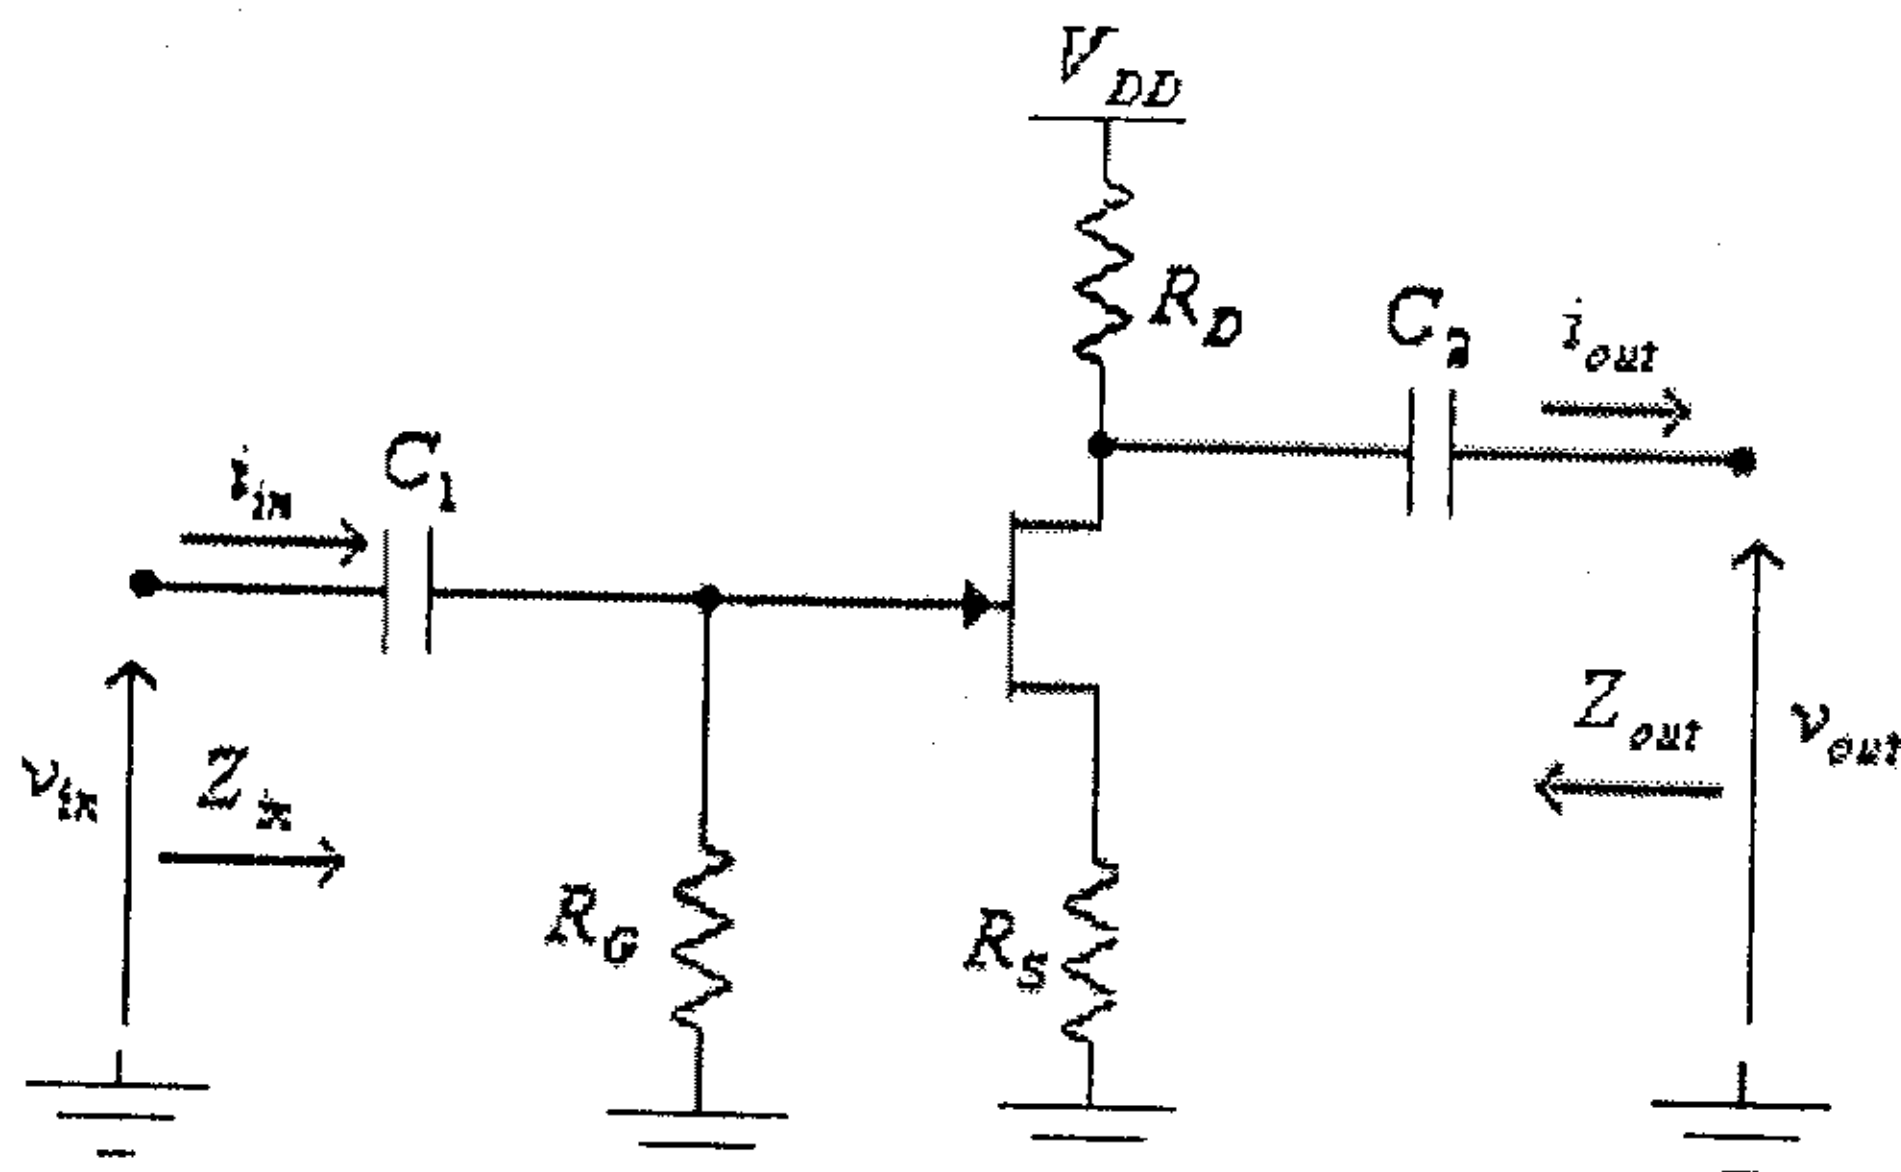 V_DD
R_D
C_2
i_out
C_1
i_in
Z_out
v_out
v_in
Z_in
R_G
R_S